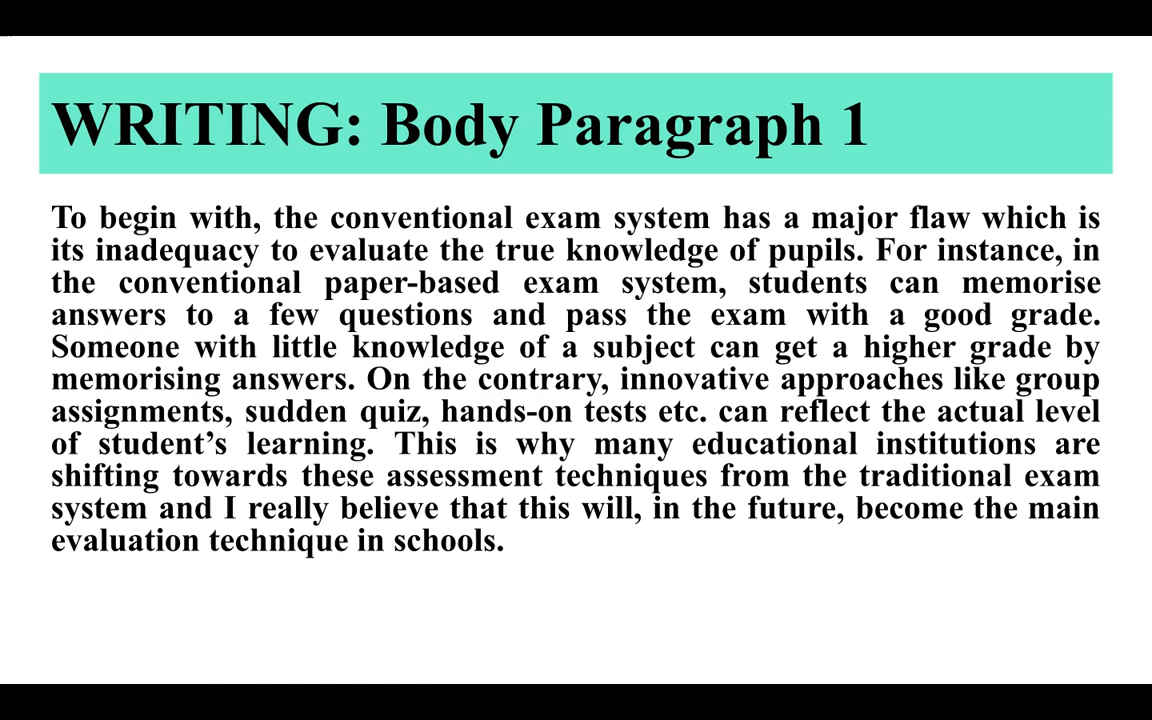 WRITING: Body Paragraph 1
To begin with, the conventional exam system has a major flaw which is
its inadequacy to evaluate the true knowledge of pupils. For instance, in
the conventional paper-based exam system, students can memorise
answers to a few questions and pass the exam with a good grade.
Someone with little knowledge of a subject can get a higher grade by
memorising answers. On the contrary, innovative approaches like group
assignments, sudden quiz, hands-on tests etc. can reflect the actual level
of student’s learning. This is why many educational institutions are
shifting towards these assessment techniques from the traditional exam
system and I really believe that this will, in the future, become the main
evaluation technique in schools.